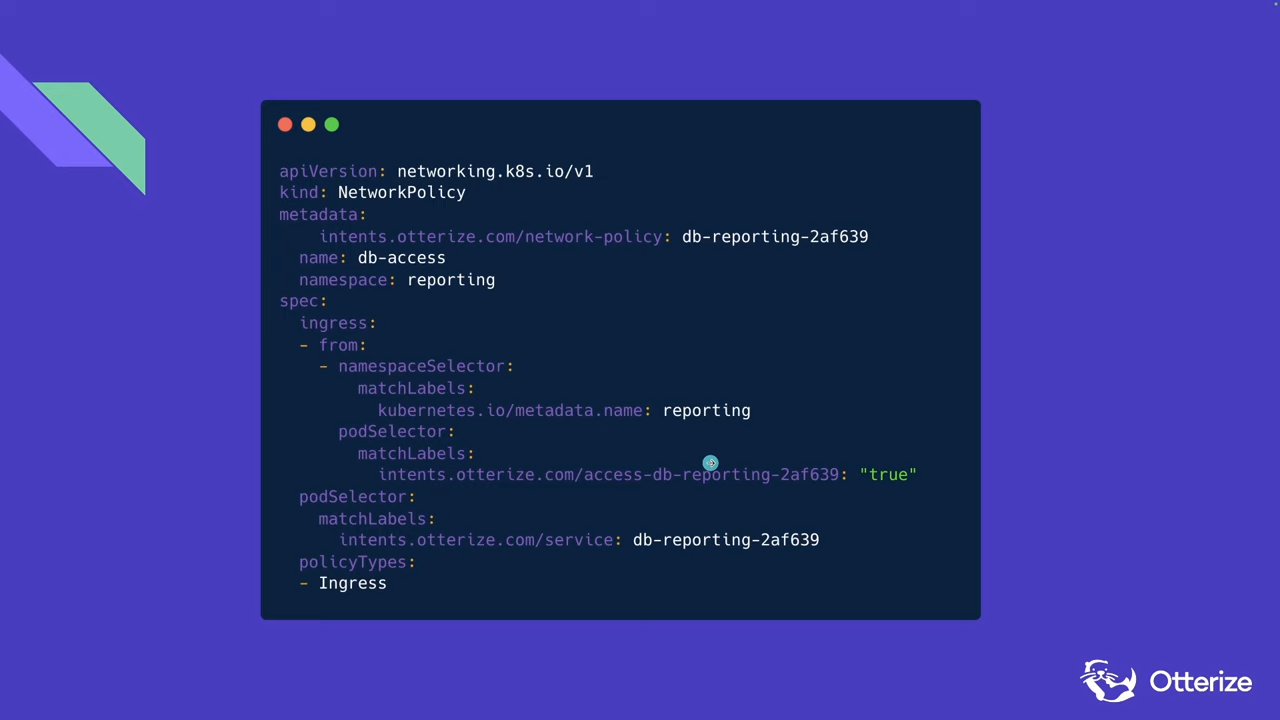 apiVersion: networking.k8s.io/v1
kind: NetworkPolicy
metadata:
    intents.otterize.com/network-policy: db-reporting-2af639
  name: db-access
  namespace: reporting
spec:
  ingress:
  - from:
    - namespaceSelector:
        matchLabels:
          kubernetes.io/metadata.name: reporting
      podSelector:
        matchLabels:
          intents.otterize.com/access-db-reporting-2af639: "true"
  podSelector:
    matchLabels:
      intents.otterize.com/service: db-reporting-2af639
  policyTypes:
  - Ingress
Otterize